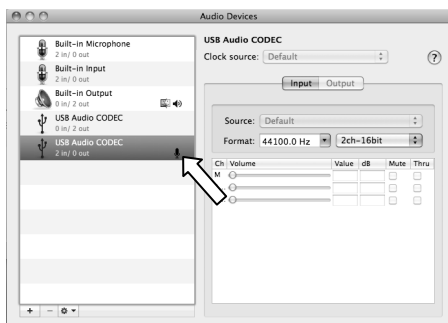 Audio Devices
Built-in Microphone
2 in/ 0 out
Built-in Input
2 in/ 0 out
Built-in Output
0 in/ 2 out
USB Audio CODEC
0 in/ 2 out
USB Audio CODEC
2 in/ 0 out
USB Audio CODEC
Clock source: Default
?
Input Output
Source: Default
Format: 44100.0 Hz 2ch-16bit
Ch Volume Value dB Mute Thru
M